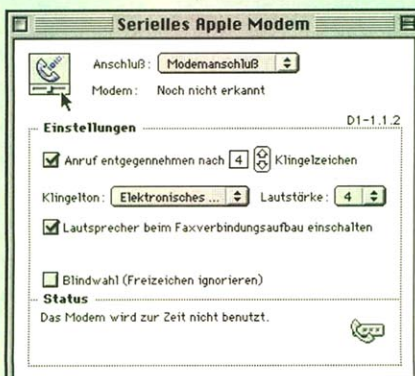 Serielles Apple Modem
Anschluß: Modemanschluß
Modem: Noch nicht erkannt
D1-1.1.2
Einstellungen
Anruf entgegennehmen nach 4 Klingelzeichen
Klingelton: Elektronisches ... Lautstärke: 4
Lautsprecher beim Faxverbindungsaufbau einschalten
Blindwahl (Freizeichen ignorieren)
Status
Das Modem wird zur Zeit nicht benutzt.